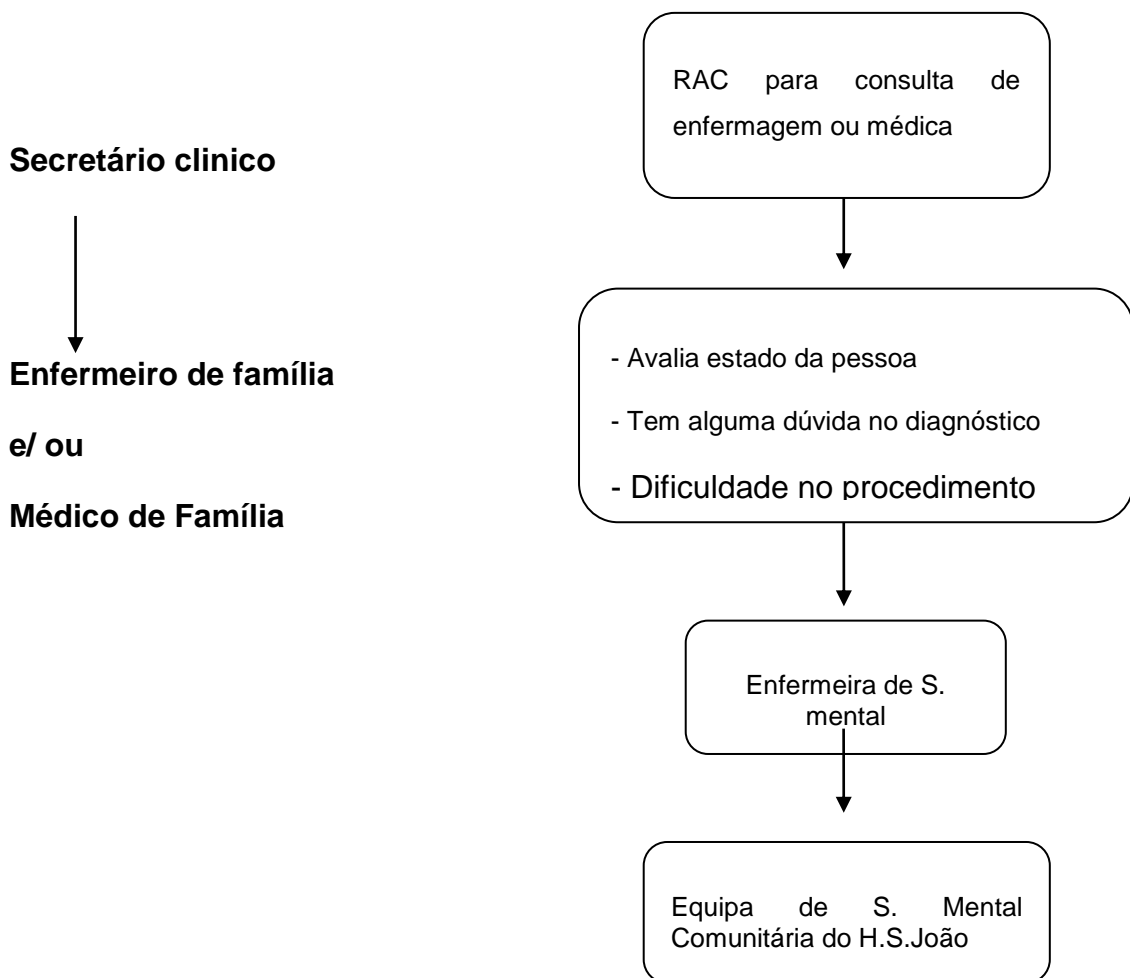 RAC para consulta de
enfermagem ou médica
Secretário clinico
Enfermeiro de família
e/ ou
Médico de Família
- Avalia estado da pessoa
- Tem alguma dúvida no diagnóstico
- Dificuldade no procedimento
Enfermeira de S.
mental
Equipa de S. Mental
Comunitária do H.S.João